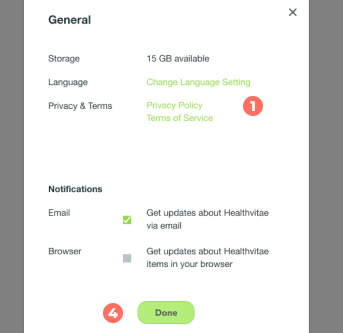 General
Storage 15 GB available
Language Change Language Setting
Privacy & Terms Privacy Policy 1
Terms of Service
Notifications
Email Get updates about Healthvitae
via email
Browser Get updates about Healthvitae
items in your browser
4 Done